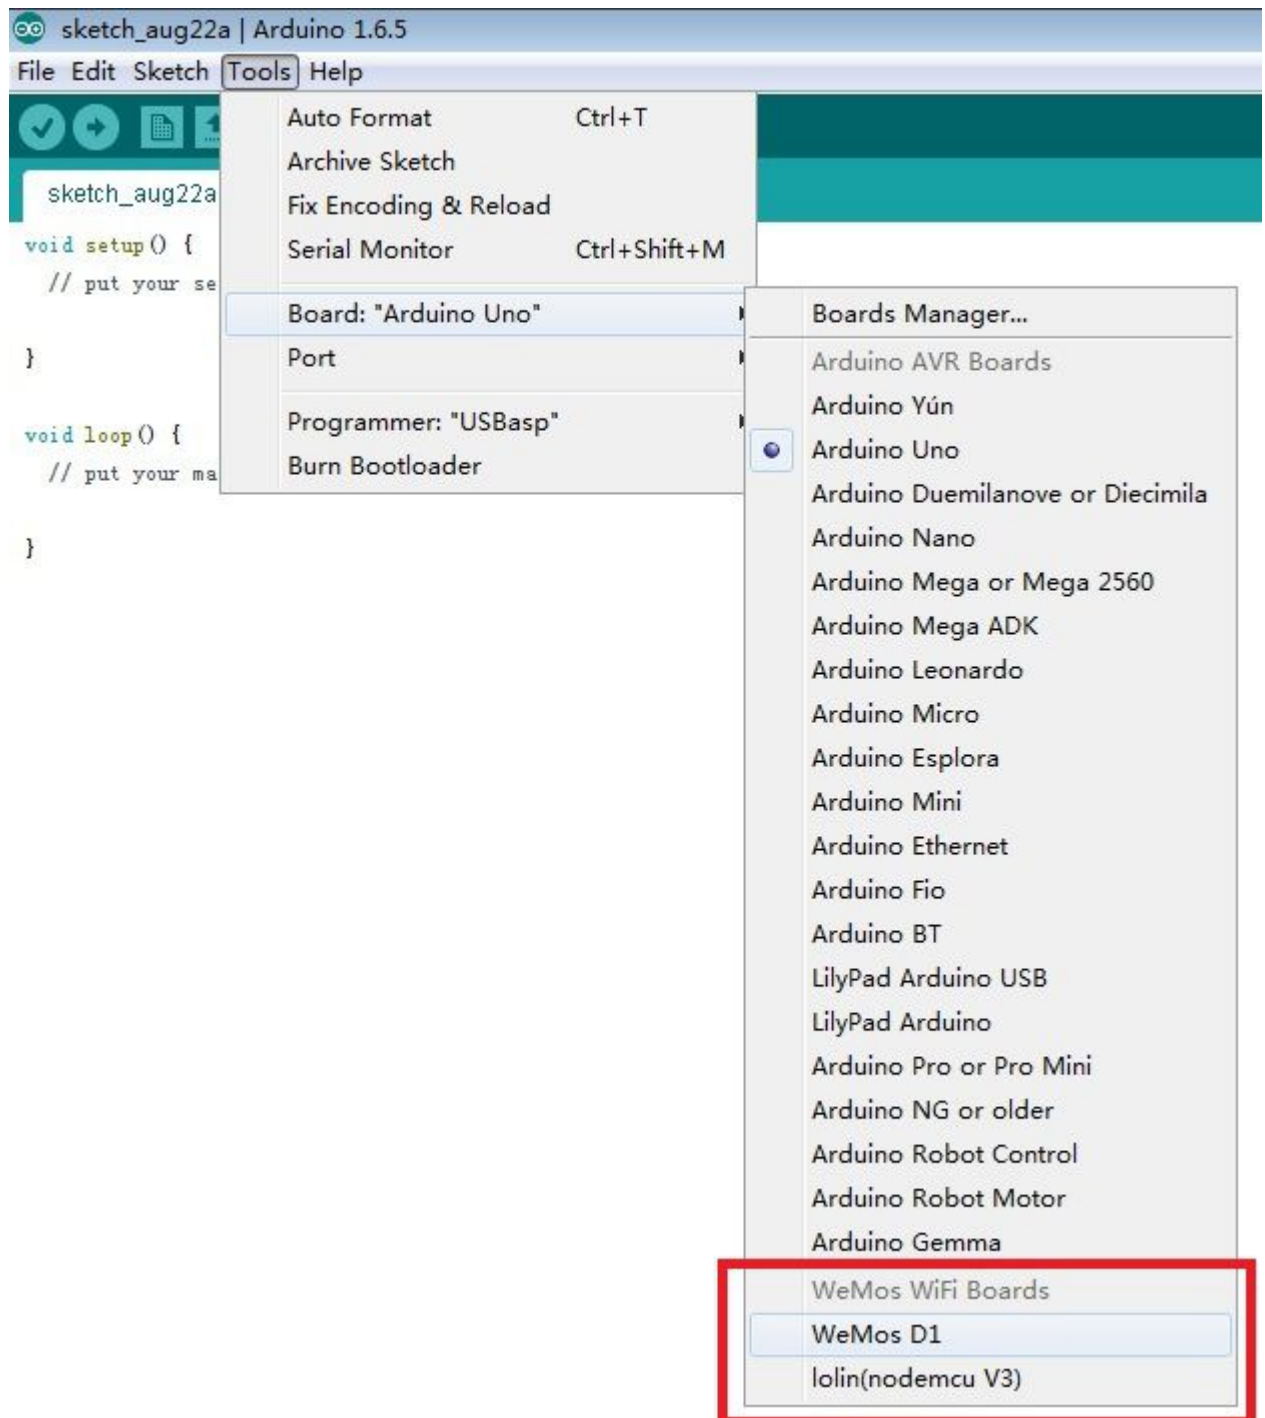 sketch_aug22a | Arduino 1.6.5
File Edit Sketch Tools Help
Auto Format Ctrl+T
Archive Sketch
sketch_aug22a
Fix Encoding & Reload
void setup() {
Serial Monitor Ctrl+Shift+M
// put your se
Board: "Arduino Uno"
Boards Manager...
}
Port
Arduino AVR Boards
Arduino Yún
Programmer: "USBasp"
void loop() {
Arduino Uno
Burn Bootloader
// put your ma
Arduino Duemilanove or Diecimila
}
Arduino Nano
Arduino Mega or Mega 2560
Arduino Mega ADK
Arduino Leonardo
Arduino Micro
Arduino Esplora
Arduino Mini
Arduino Ethernet
Arduino Fio
Arduino BT
LilyPad Arduino USB
LilyPad Arduino
Arduino Pro or Pro Mini
Arduino NG or older
Arduino Robot Control
Arduino Robot Motor
Arduino Gemma
WeMos WiFi Boards
WeMos D1
lolin(nodemcu V3)